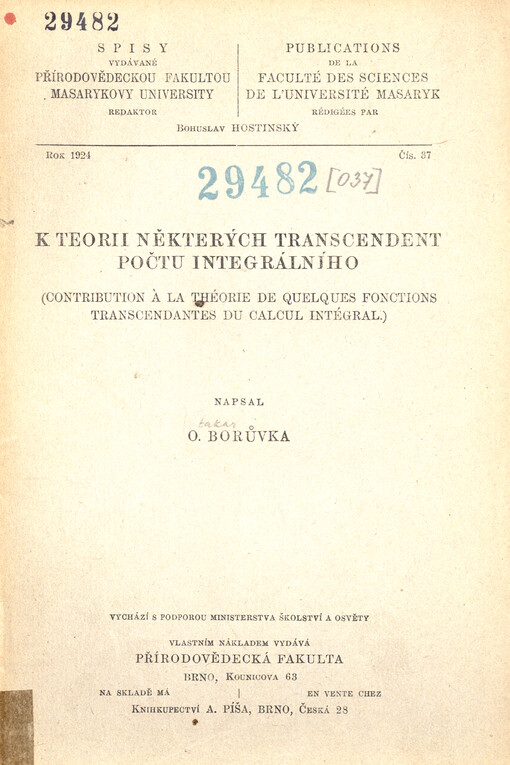 29482
SPISY
VYDÁVANÉ
PŘÍRODOVĚDECKOU FAKULTOU
MASARYKOVY UNIVERSITY
REDAKTOR
PUBLICATIONS
DE LA
FACULTÉ DES SCIENCES
DE L'UNIVERSITÉ MASARYK
RÉDIGÉES PAR
BOHUSLAV HOSTINSKÝ
ROK 1924
ČÍS. 37
29482 [037]
K TEORII NĚKTERÝCH TRANSCENDENT
POČTU INTEGRÁLNÍHO
(CONTRIBUTION À LA THÉORIE DE QUELQUES FONCTIONS
TRANSCENDANTES DU CALCUL INTÉGRAL.)
NAPSAL
takar
O. BORŮVKA
VYCHÁZÍ S PODPOROU MINISTERSTVA ŠKOLSTVÍ A OSVĚTY
VLASTNÍM NÁKLADEM VYDÁVÁ
PŘÍRODOVĚDECKÁ FAKULTA
BRNO, KOUNICOVA 63
NA SKLADĚ MÁ | EN VENTE CHEZ
KNIHKUPECTVÍ A. PÍŠA, BRNO, ČESKÁ 28